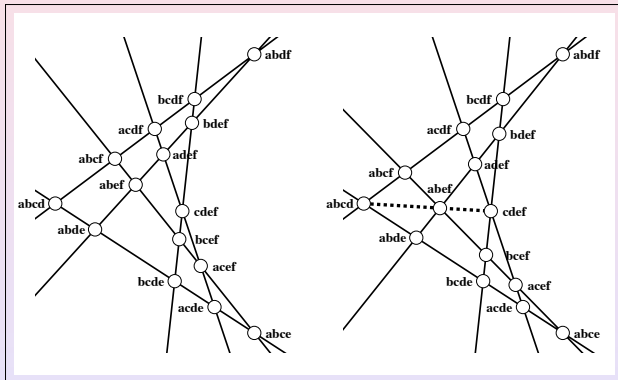 abdf
bcdf
bdef
acdf
adef
abcf
abef
abcd
cdef
abde
bcef
acef
bcde
acde
abce
abdf
bcdf
bdef
acdf
adef
abcf
abef
abcd
cdef
abde
bcef
bcde
acef
acde
abce